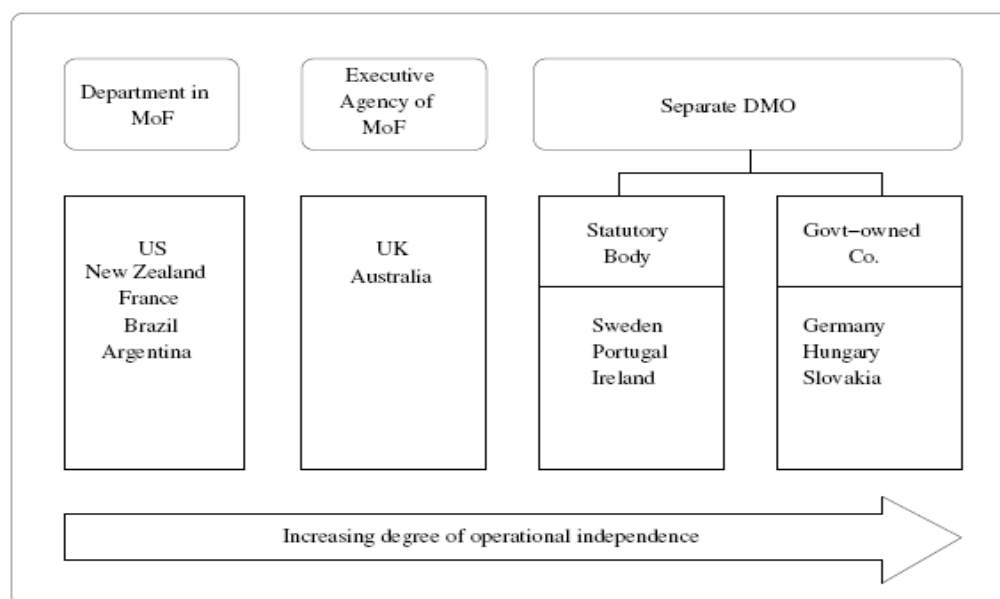 Department in
MoF
Executive
Agency of
MoF
Separate DMO
US
New Zealand
France
Brazil
Argentina
UK
Australia
Statutory
Body
Sweden
Portugal
Ireland
Govt-owned
Co.
Germany
Hungary
Slovakia
Increasing degree of operational independence